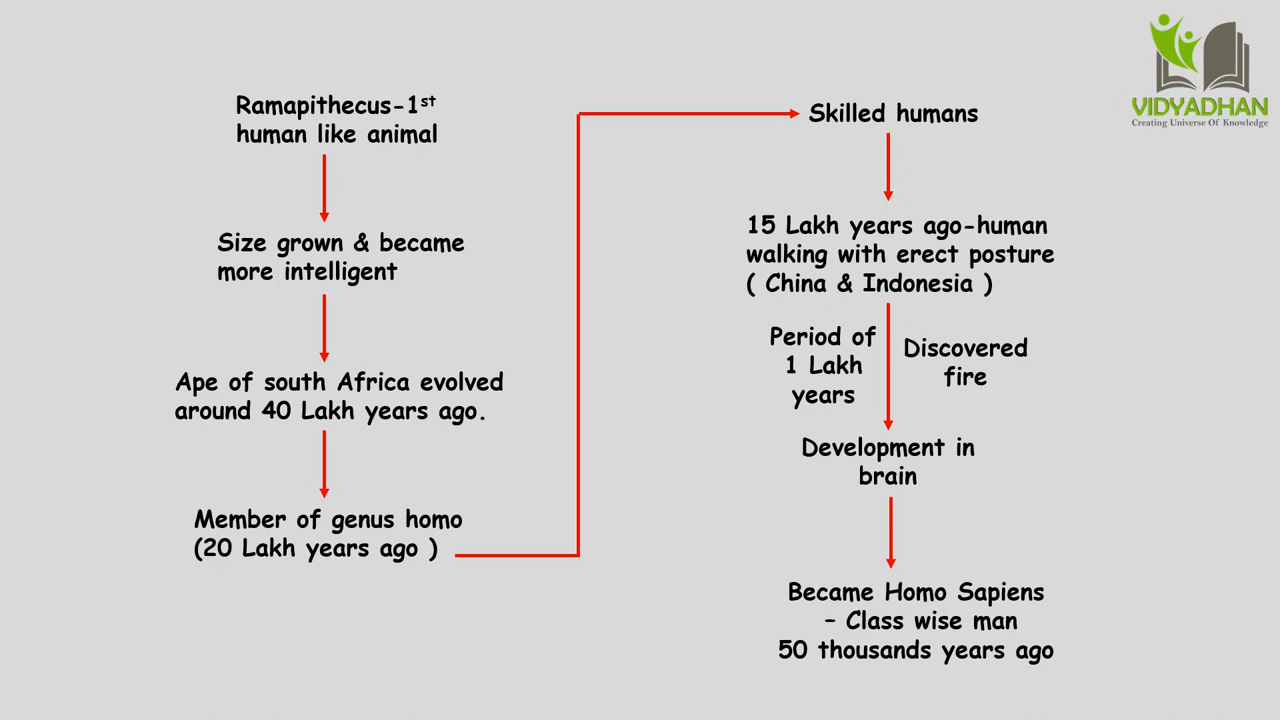 Ramapithecus-1st
human like animal
Size grown & became
more intelligent
Ape of south Africa evolved
around 40 Lakh years ago.
Member of genus homo
(20 Lakh years ago )
Skilled humans
15 Lakh years ago-human
walking with erect posture
( China & Indonesia )
Period of
1 Lakh
years
Discovered
fire
Development in
brain
Became Homo Sapiens
– Class wise man
50 thousands years ago
VIDYADHAN
Creating Universe Of Knowledge